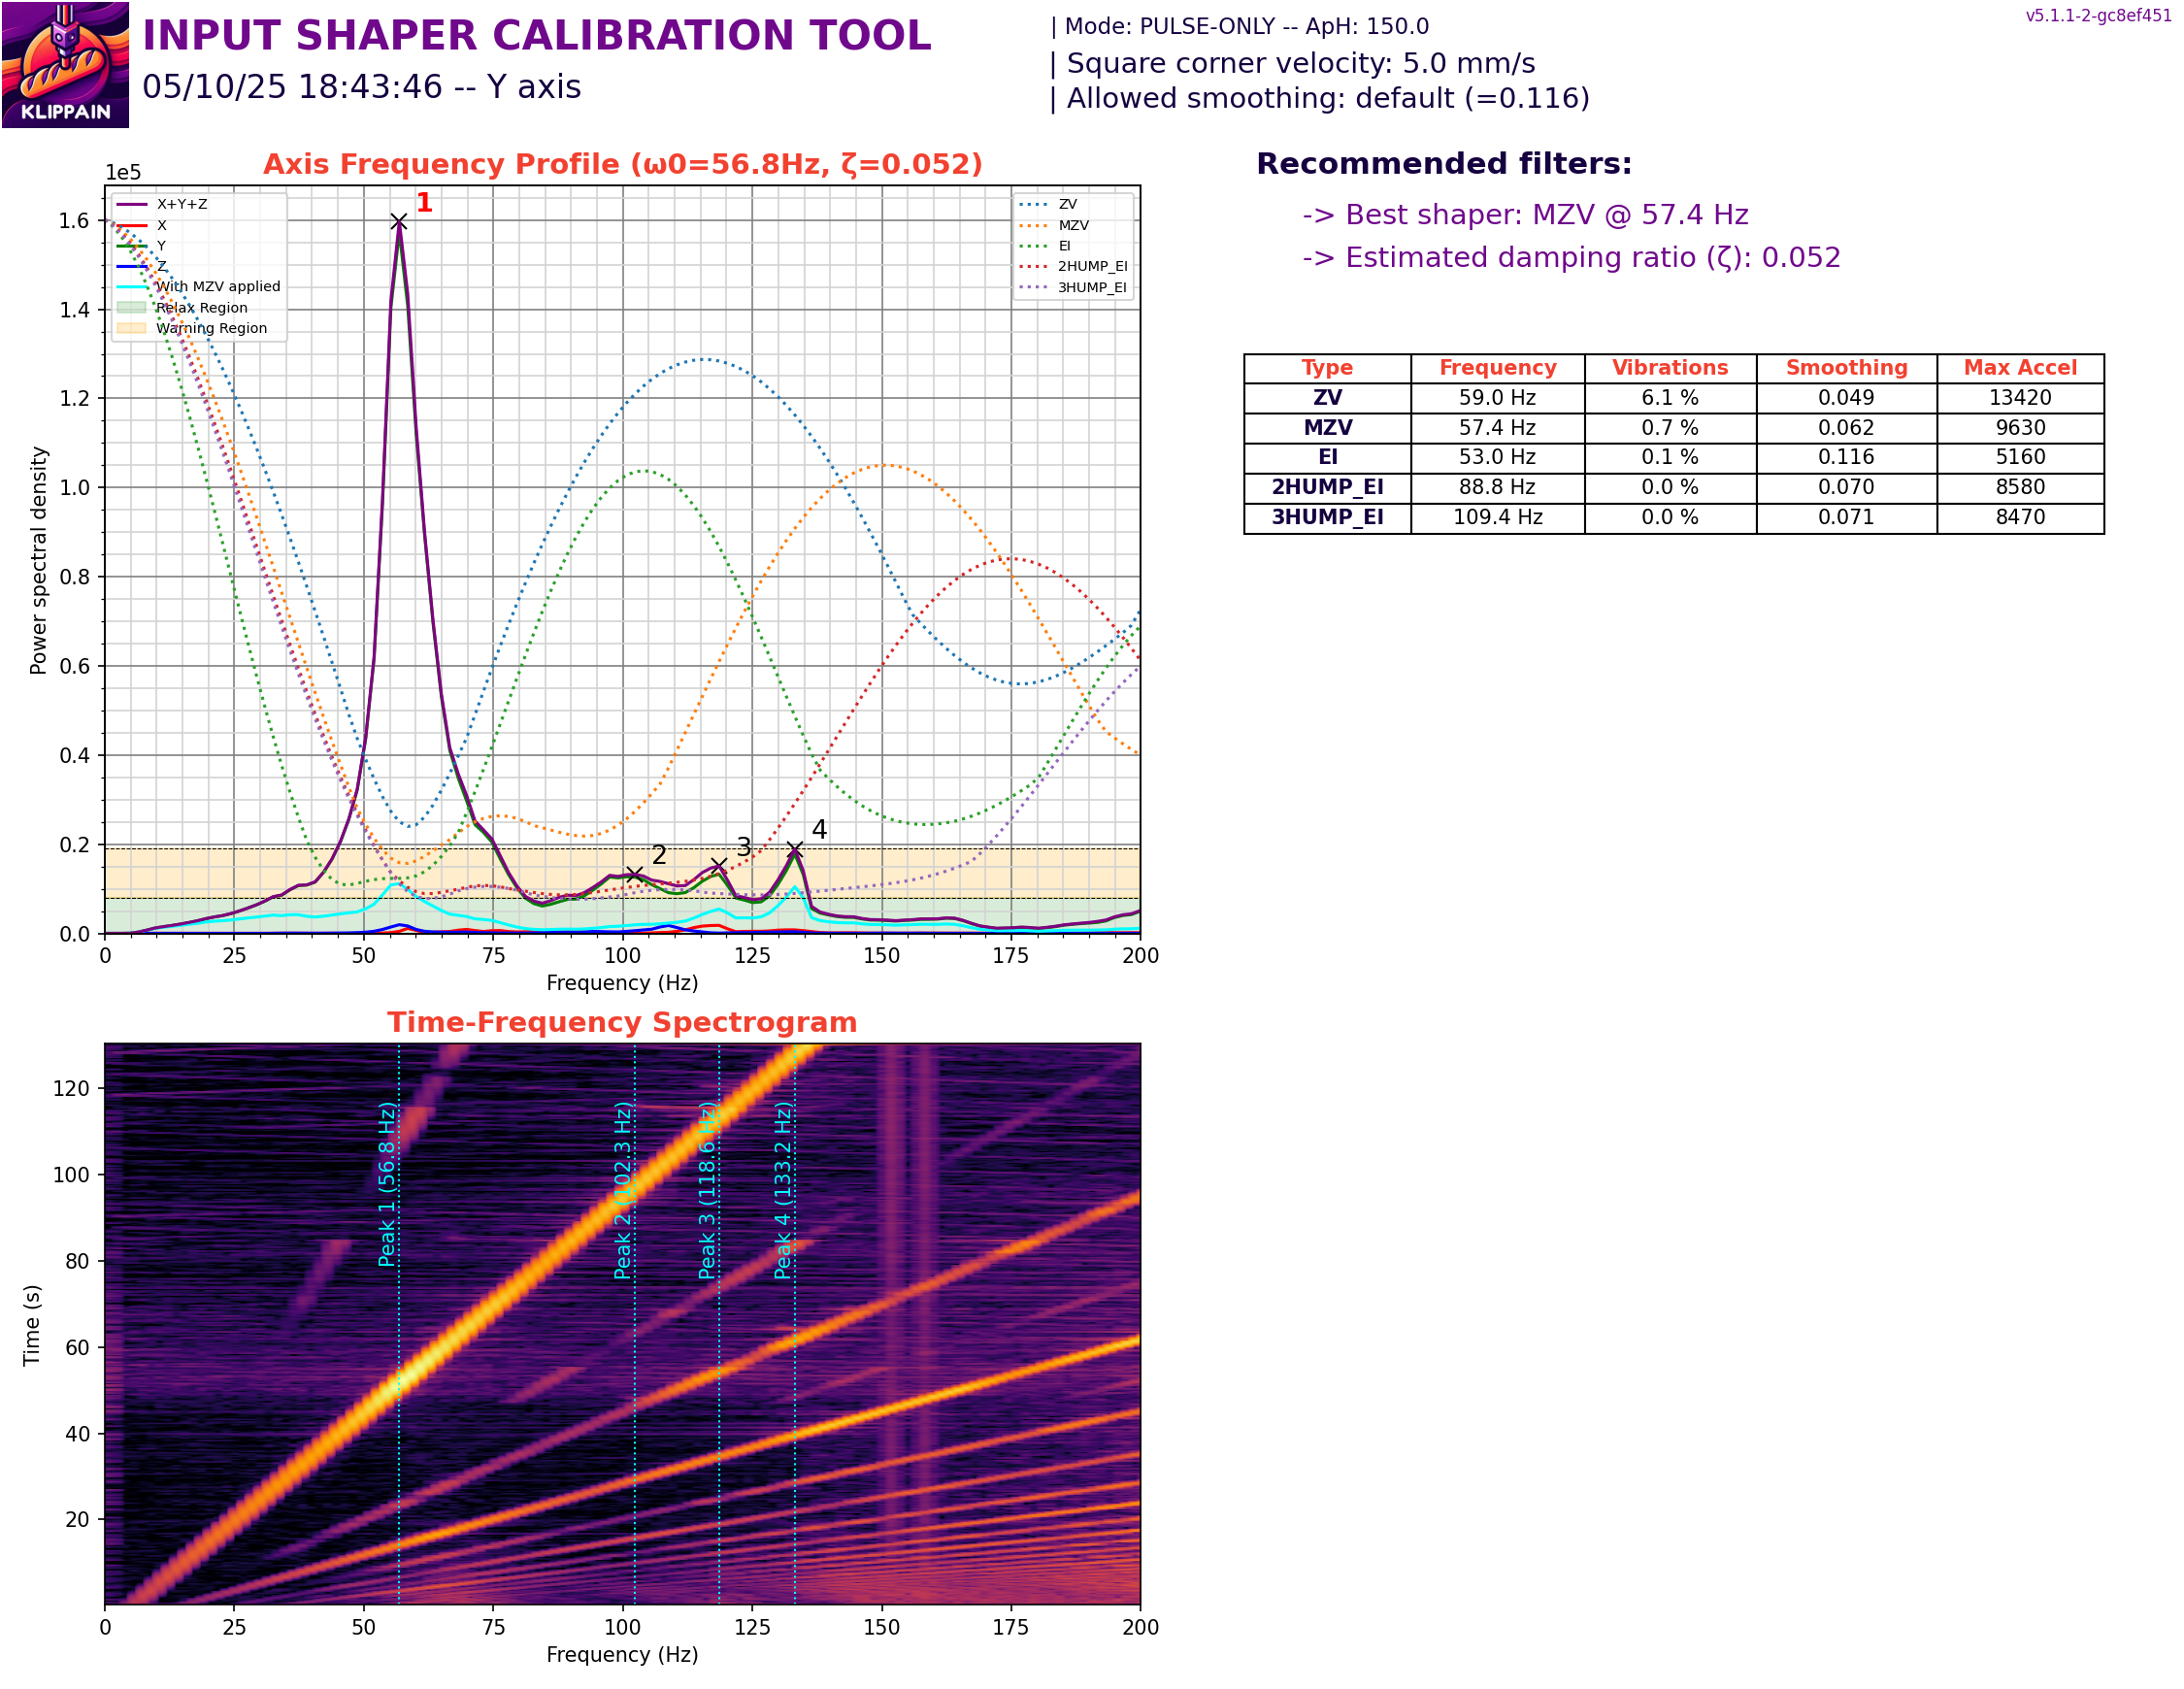 KLIPPAIN
INPUT SHAPER CALIBRATION TOOL
05/10/25 18:43:46 -- Y axis
| Mode: PULSE-ONLY -- ApH: 150.0
| Square corner velocity: 5.0 mm/s
| Allowed smoothing: default (=0.116)
v5.1.1-2-gc8ef451
Axis Frequency Profile (ω0=56.8Hz, ζ=0.052)
1e5
X+Y+Z
X
Y
Z
With MZV applied
Relax Region
Warning Region
ZV
MZV
EI
2HUMP_EI
3HUMP_EI
1
2
3
4
1.6
1.4
1.2
1.0
0.8
0.6
0.4
0.2
0.0
Power spectral density
0 25 50 75 100 125 150 175 200
Frequency (Hz)
Recommended filters:
-> Best shaper: MZV @ 57.4 Hz
-> Estimated damping ratio (ζ): 0.052
Type Frequency Vibrations Smoothing Max Accel
ZV 59.0 Hz 6.1 % 0.049 13420
MZV 57.4 Hz 0.7 % 0.062 9630
EI 53.0 Hz 0.1 % 0.116 5160
2HUMP_EI 88.8 Hz 0.0 % 0.070 8580
3HUMP_EI 109.4 Hz 0.0 % 0.071 8470
Time-Frequency Spectrogram
120
100
80
60
40
20
Time (s)
Peak 1 (56.8 Hz)
Peak 2 (102.3 Hz)
Peak 3 (118.6 Hz)
Peak 4 (133.2 Hz)
0 25 50 75 100 125 150 175 200
Frequency (Hz)